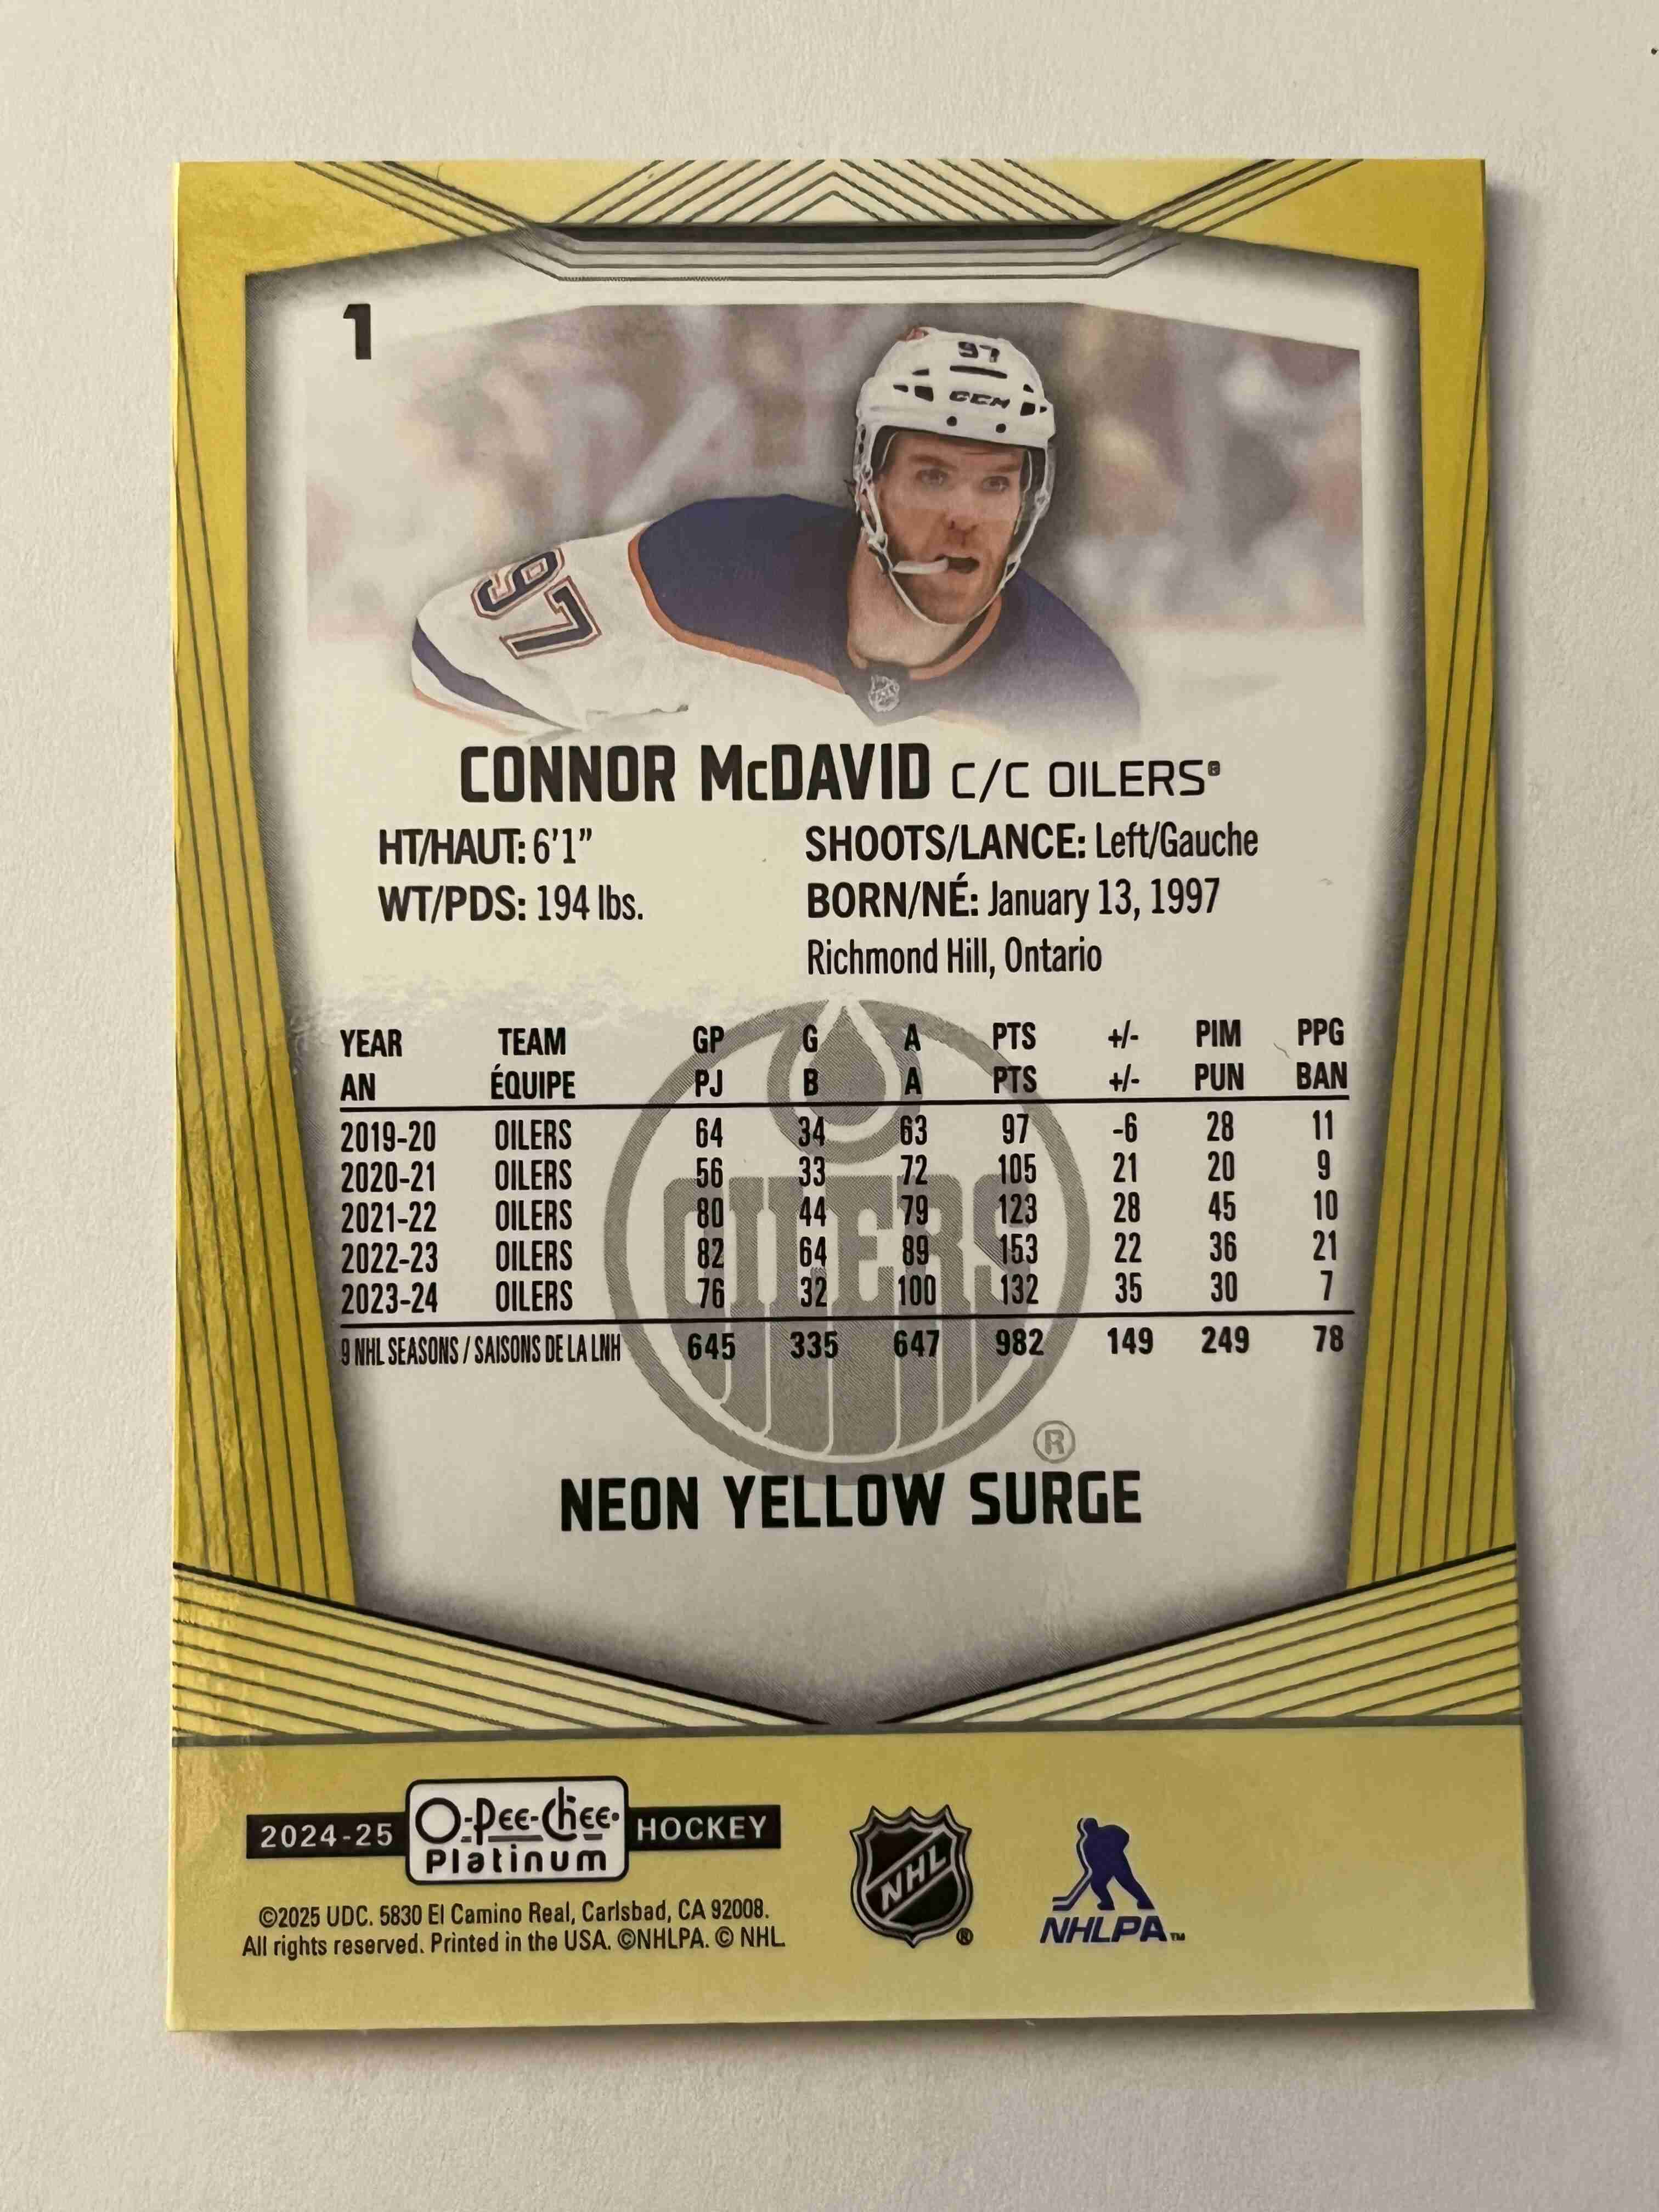 1
97
CCM
97
CONNOR McDAVID C/C OILERS®
HT/HAUT: 6'1" SHOOTS/LANCE: Left/Gauche
WT/PDS: 194 lbs. BORN/NÉ: January 13, 1997
Richmond Hill, Ontario
YEAR TEAM GP G A PTS +/- PIM PPG
AN ÉQUIPE PJ B A PTS +/- PUN BAN
2019-20 OILERS 64 34 63 97 -6 28 11
2020-21 OILERS 56 33 72 105 21 20 9
2021-22 OILERS 80 44 79 123 28 45 10
2022-23 OILERS 82 64 89 153 22 36 21
2023-24 OILERS 76 32 100 132 35 30 7
9 NHL SEASONS / SAISONS DE LA LNH 645 335 647 982 149 249 78
OILERS
®
NEON YELLOW SURGE
2024-25 O-Pee-Chee Platinum HOCKEY
©2025 UDC. 5830 El Camino Real, Carlsbad, CA 92008.
All rights reserved. Printed in the USA. ©NHLPA. © NHL.
NHL ®
NHLPA™